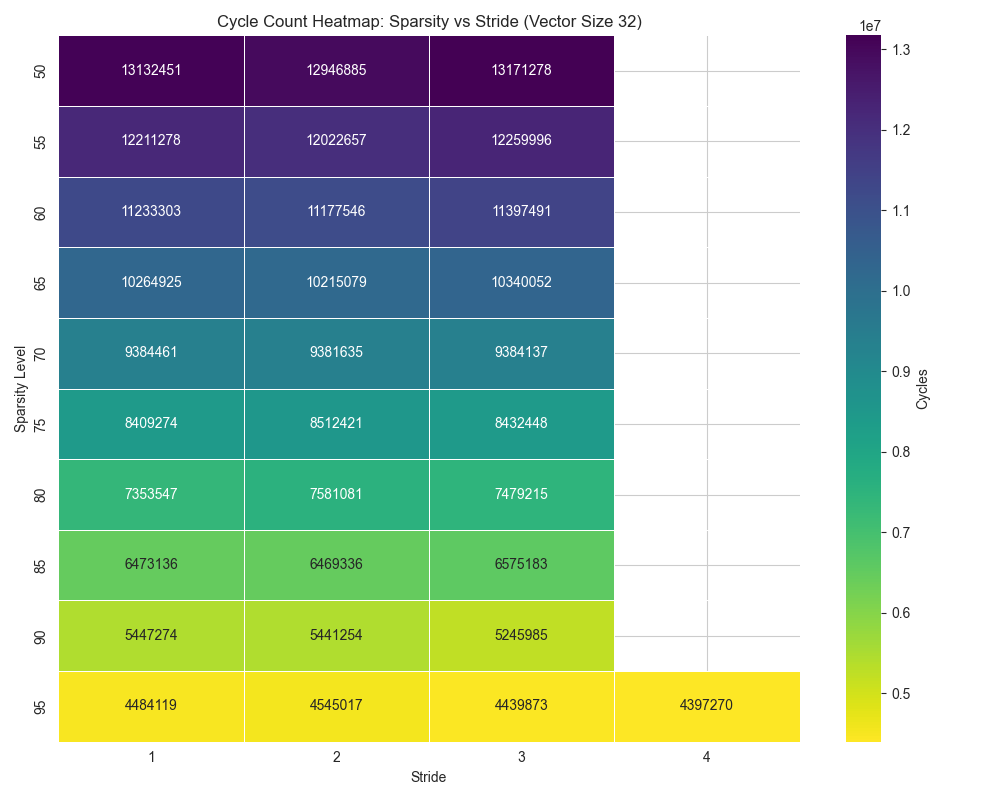 Cycle Count Heatmap: Sparsity vs Stride (Vector Size 32)
1e7
50 13132451 12946885 13171278
55 12211278 12022657 12259996
60 11233303 11177546 11397491
65 10264925 10215079 10340052
70 9384461 9381635 9384137
75 8409274 8512421 8432448
80 7353547 7581081 7479215
85 6473136 6469336 6575183
90 5447274 5441254 5245985
95 4484119 4545017 4439873 4397270
Sparsity Level
1 2 3 4
Stride
1.3
1.2
1.1
1.0
0.9
0.8
0.7
0.6
0.5
Cycles